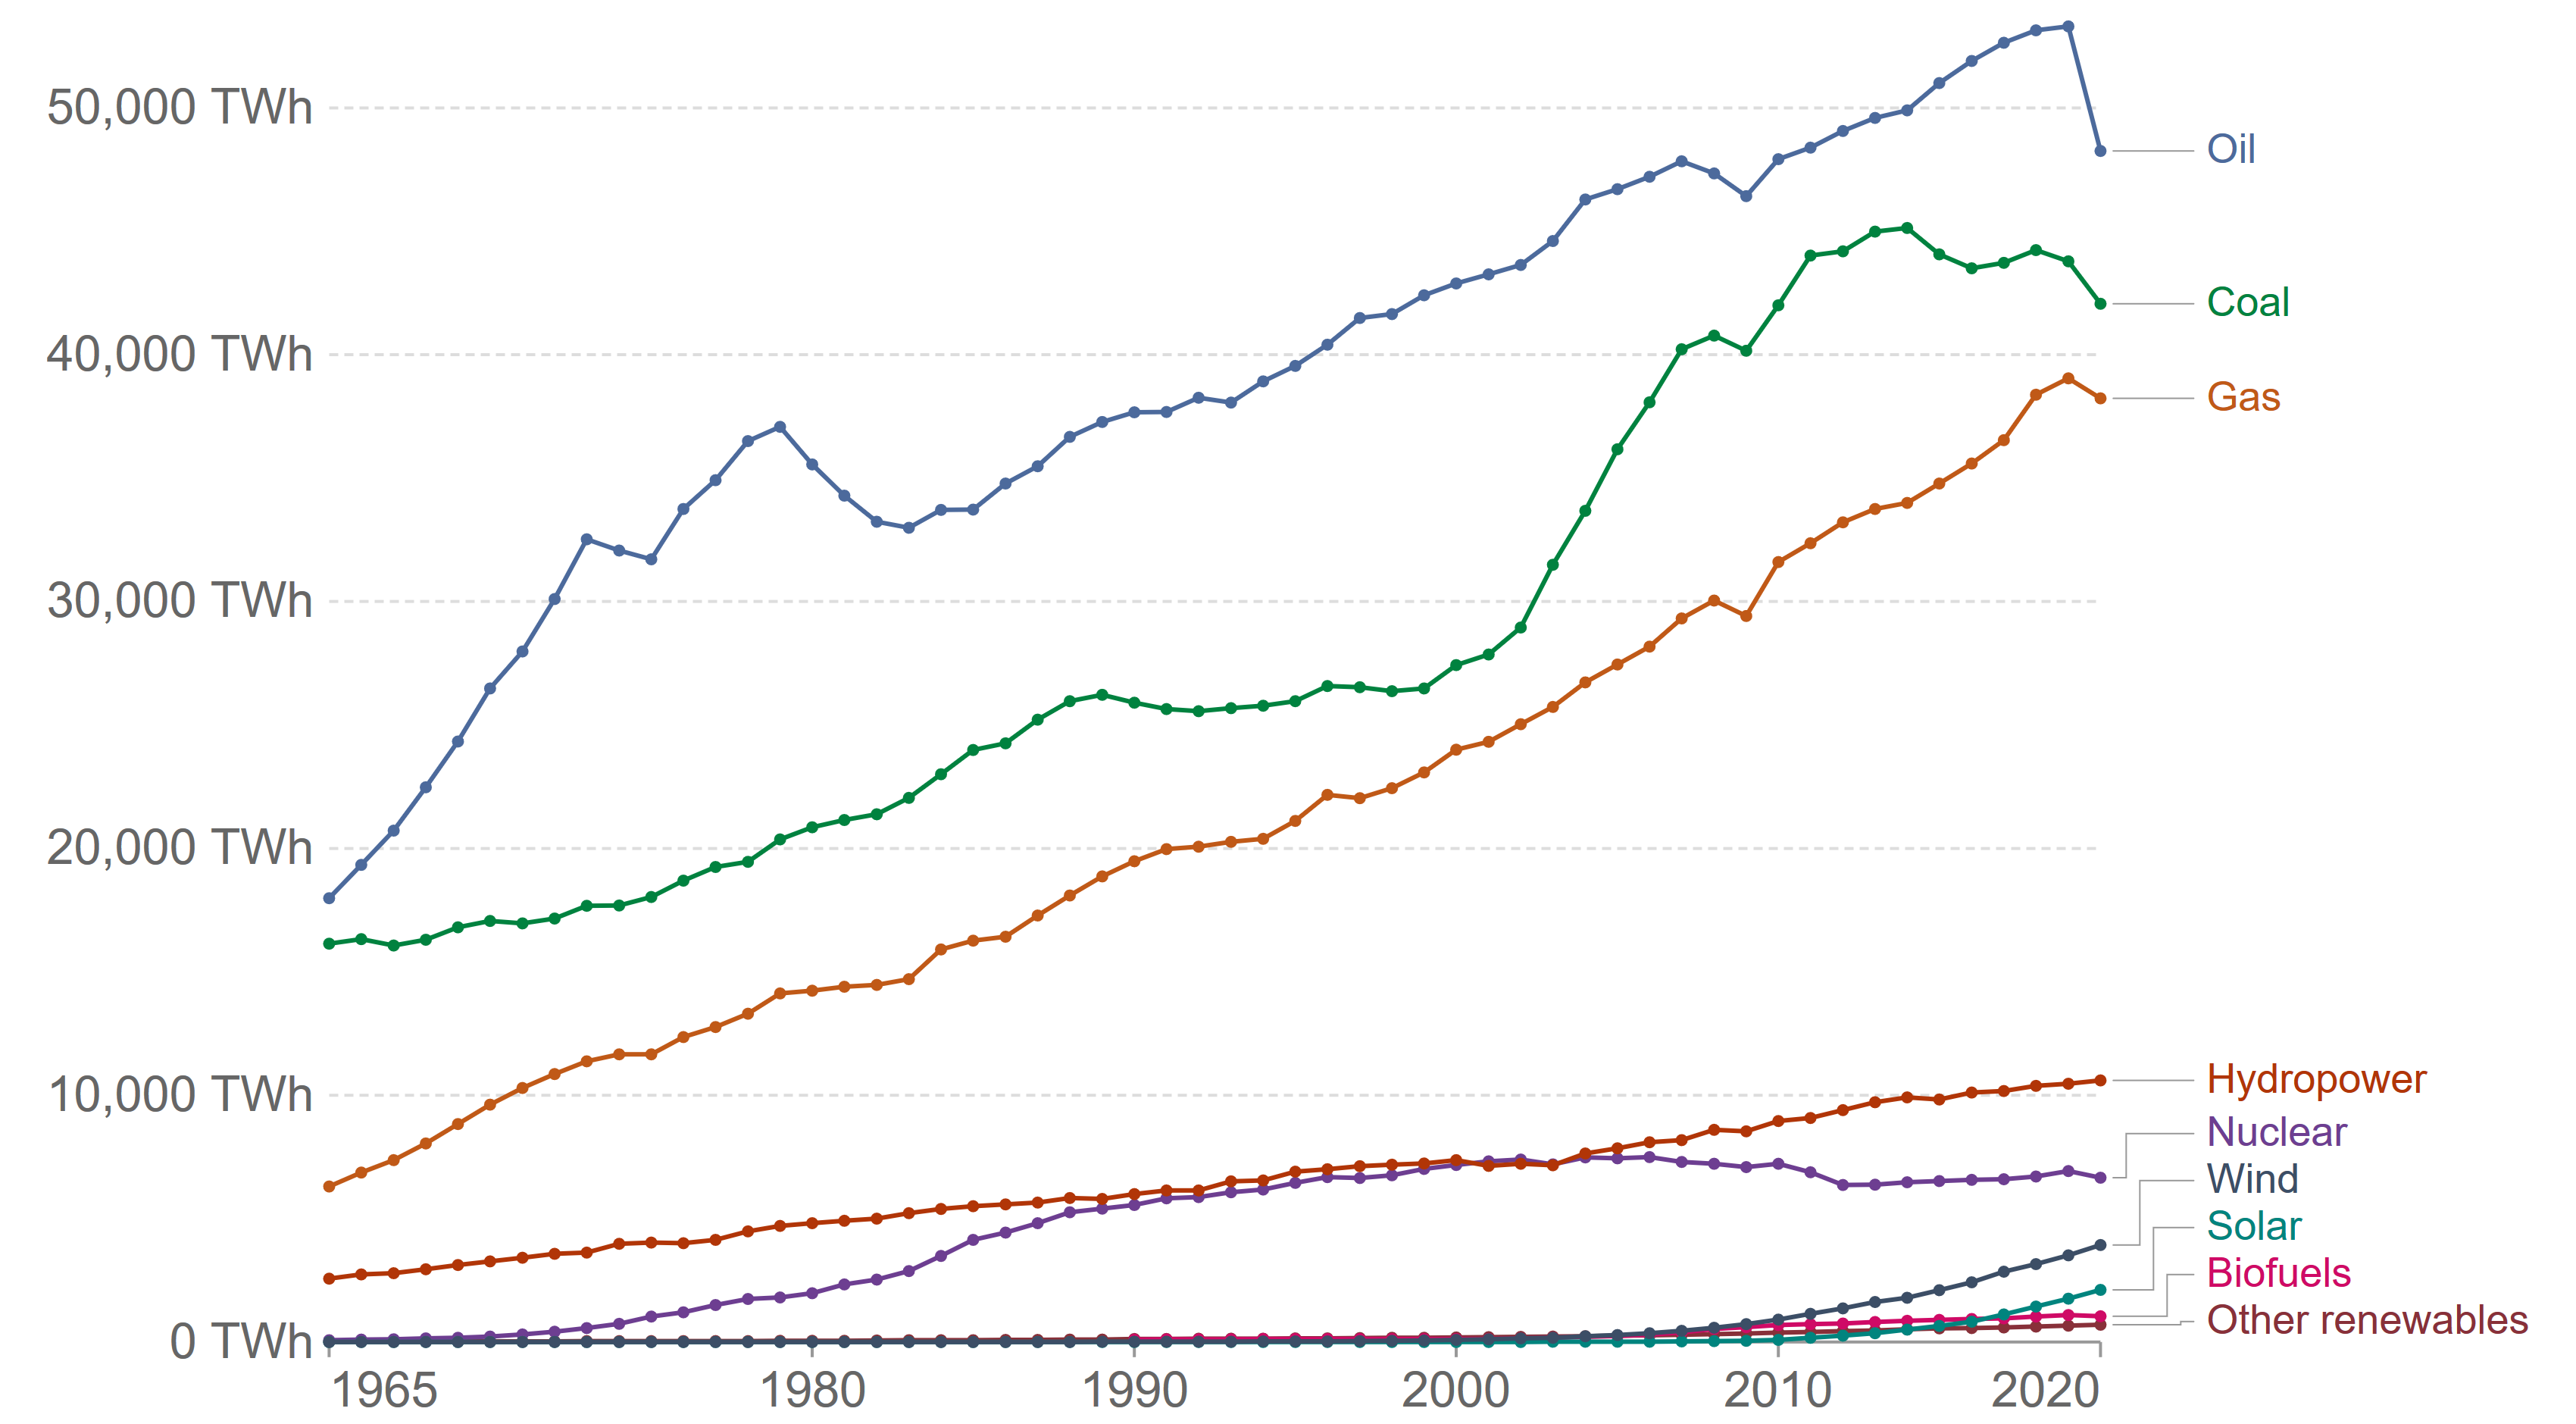 50,000 TWh
40,000 TWh
30,000 TWh
20,000 TWh
10,000 TWh
0 TWh
1965
1980
1990
2000
2010
2020
Oil
Coal
Gas
Hydropower
Nuclear
Wind
Solar
Biofuels
Other renewables